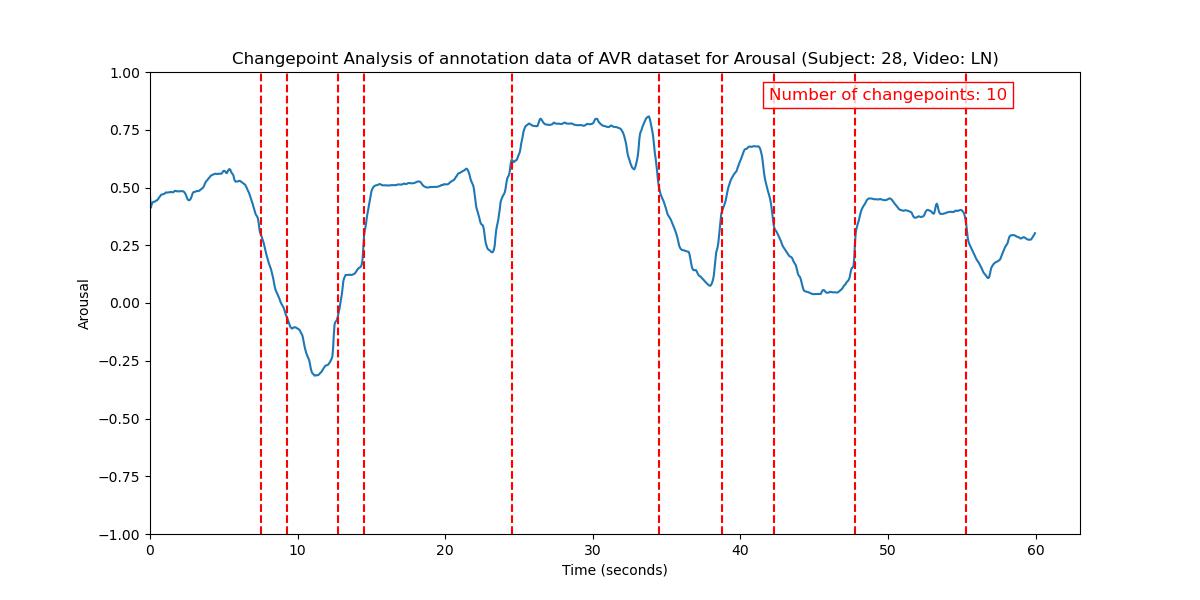 Changepoint Analysis of annotation data of AVR dataset for Arousal (Subject: 28, Video: LN)
Number of changepoints: 10
1.00
0.75
0.50
0.25
0.00
−0.25
−0.50
−0.75
−1.00
Arousal
0 10 20 30 40 50 60
Time (seconds)